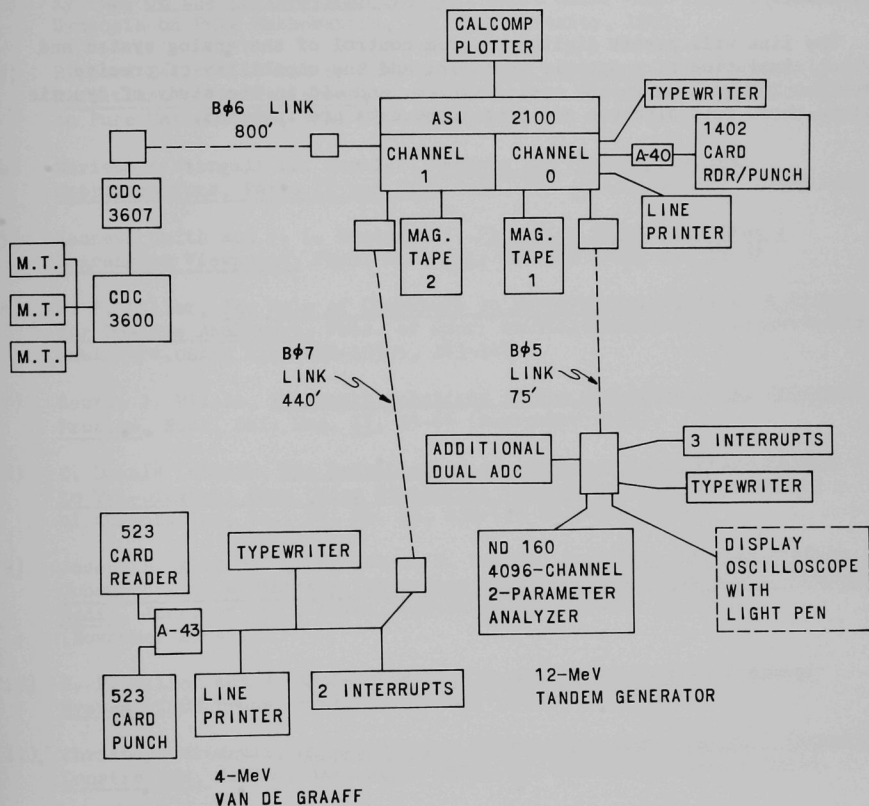 CALCOMP
PLOTTER
Bϕ6 LINK
800'
ASI 2100
CHANNEL
1
CHANNEL
0
TYPEWRITER
A-40
1402
CARD
RDR/PUNCH
LINE
PRINTER
CDC
3607
MAG.
TAPE
2
MAG.
TAPE
1
M.T.
M.T.
M.T.
CDC
3600
Bϕ7
LINK
440'
Bϕ5
LINK
75'
ADDITIONAL
DUAL ADC
3 INTERRUPTS
TYPEWRITER
523
CARD
READER
TYPEWRITER
ND 160
4096-CHANNEL
2-PARAMETER
ANALYZER
DISPLAY
OSCILLOSCOPE
WITH
LIGHT PEN
A-43
523
CARD
PUNCH
LINE
PRINTER
2 INTERRUPTS
12-MeV
TANDEM GENERATOR
4-MeV
VAN DE GRAAFF